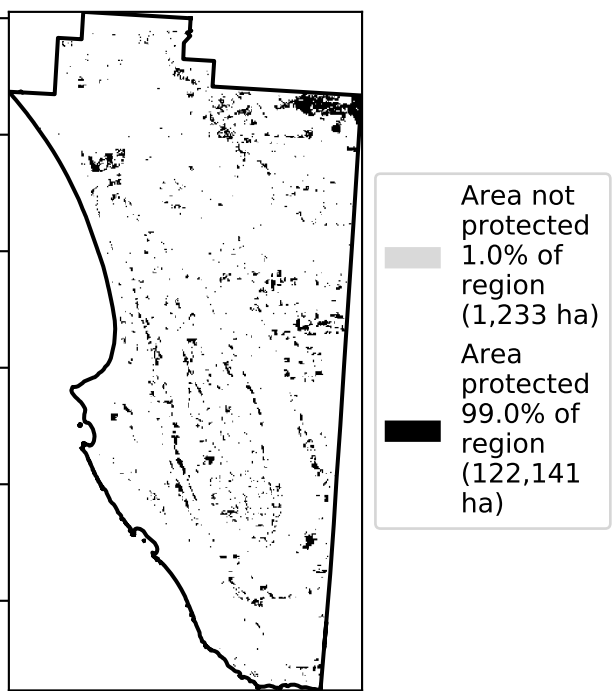 Area not
protected
1.0% of
region
(1,233 ha)
Area
protected
99.0% of
region
(122,141
ha)